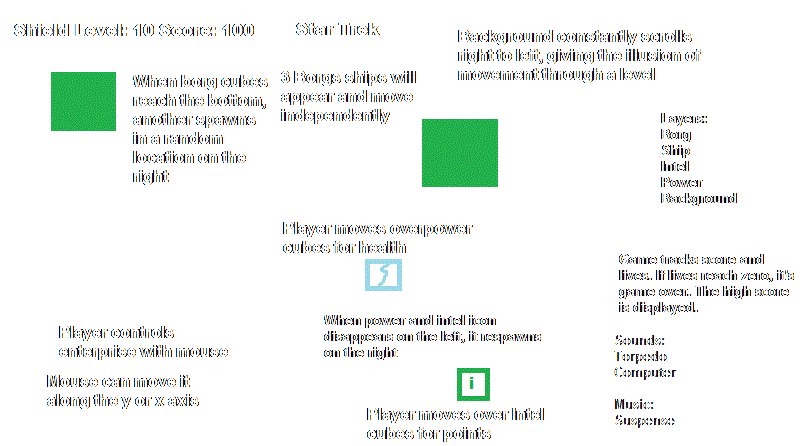 Shield Level: 10 Score: 100
Star Trek
Background constantly scrolls
right to left, giving the illusion of
movement through a level
When borg cubes
reach the bottom,
another spawns
in a random
location on the
right
3 Borgs ships will
appear and move
independently
Layers:
Borg
Ship
Intel
Power
Background
Player moves overpower
cubes for health
Game tracks score and
lives. If lives reach zero, it's
game over. The high score
is displayed.
When power and intel icon
disappears on the left, it respawns
on the right
Player controls
enterprise with mouse
Mouse can move it
along the y or x axis
Sounds:
Torpedo
Computer
i
Player moves over Intel
cubes for points
Music:
Suspense